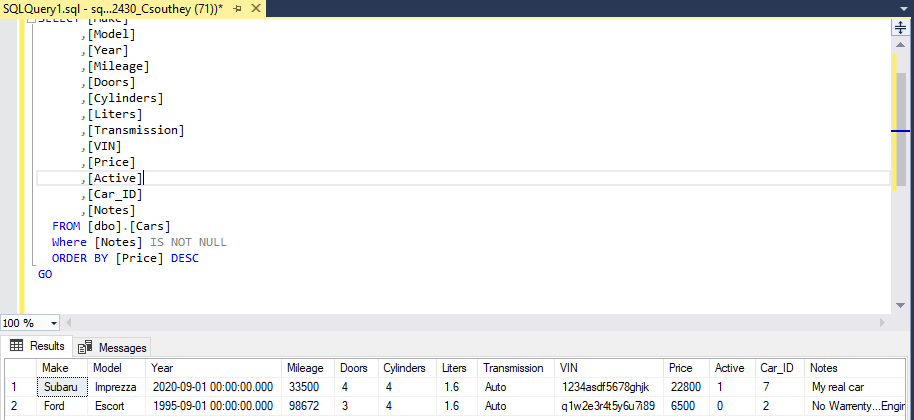 SQLQuery1.sql - sq...2430_Csouthey (71))*
SELECT [Make]
,[Model]
,[Year]
,[Mileage]
,[Doors]
,[Cylinders]
,[Liters]
,[Transmission]
,[VIN]
,[Price]
,[Active]
,[Car_ID]
,[Notes]
FROM [dbo].[Cars]
Where [Notes] IS NOT NULL
ORDER BY [Price] DESC
GO
100 %
Results Messages
Make Model Year Mileage Doors Cylinders Liters Transmission VIN Price Active Car_ID Notes
1 Subaru Imprezza 2020-09-01 00:00:00.000 33500 4 4 1.6 Auto 1234asdf5678ghjk 22800 1 7 My real car
2 Ford Escort 1995-09-01 00:00:00.000 98672 3 4 1.6 Auto q1w2e3r4t5y6u7i89 6500 0 2 No Warrenty...Engin